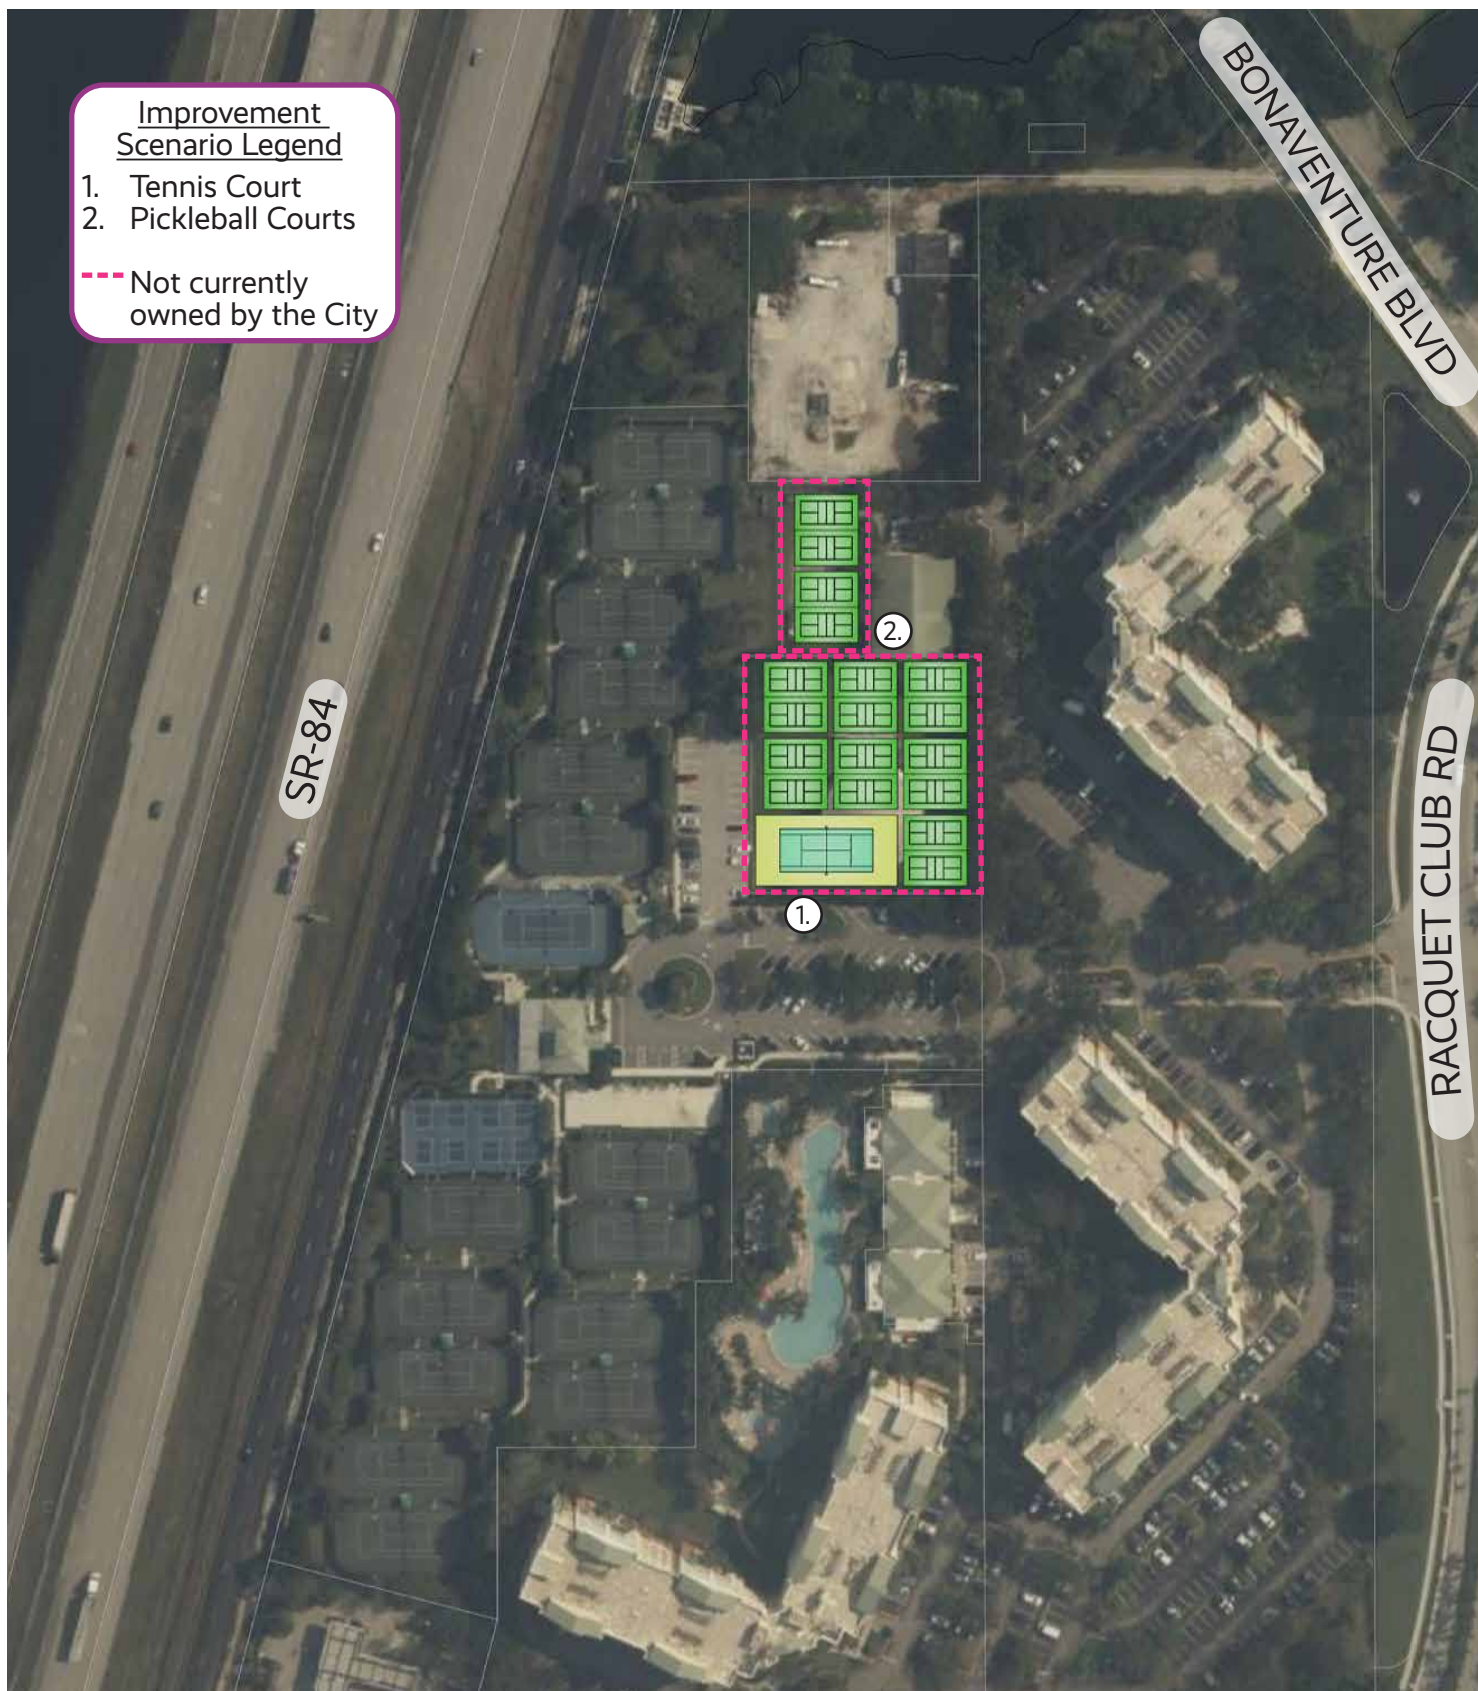 Improvement
Scenario Legend
1. Tennis Court
2. Pickleball Courts
Not currently
owned by the City
BONAVENTURE BLVD
SR-84
RACQUET CLUB RD
2.
1.